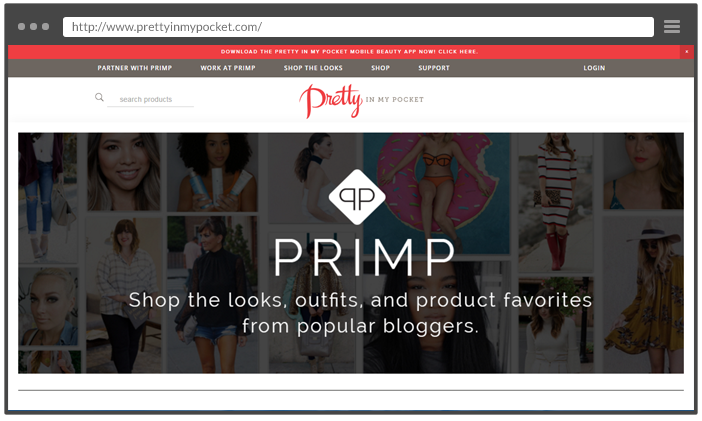 http://www.prettyinmypocket.com/
DOWNLOAD THE PRETTY IN MY POCKET MOBILE BEAUTY APP NOW! CLICK HERE. x
PARTNER WITH PRIMP WORK AT PRIMP SHOP THE LOOKS SHOP SUPPORT LOGIN
search products
Pretty IN MY POCKET
PP
PRIMP
Shop the looks, outfits, and product favorites
from popular bloggers.